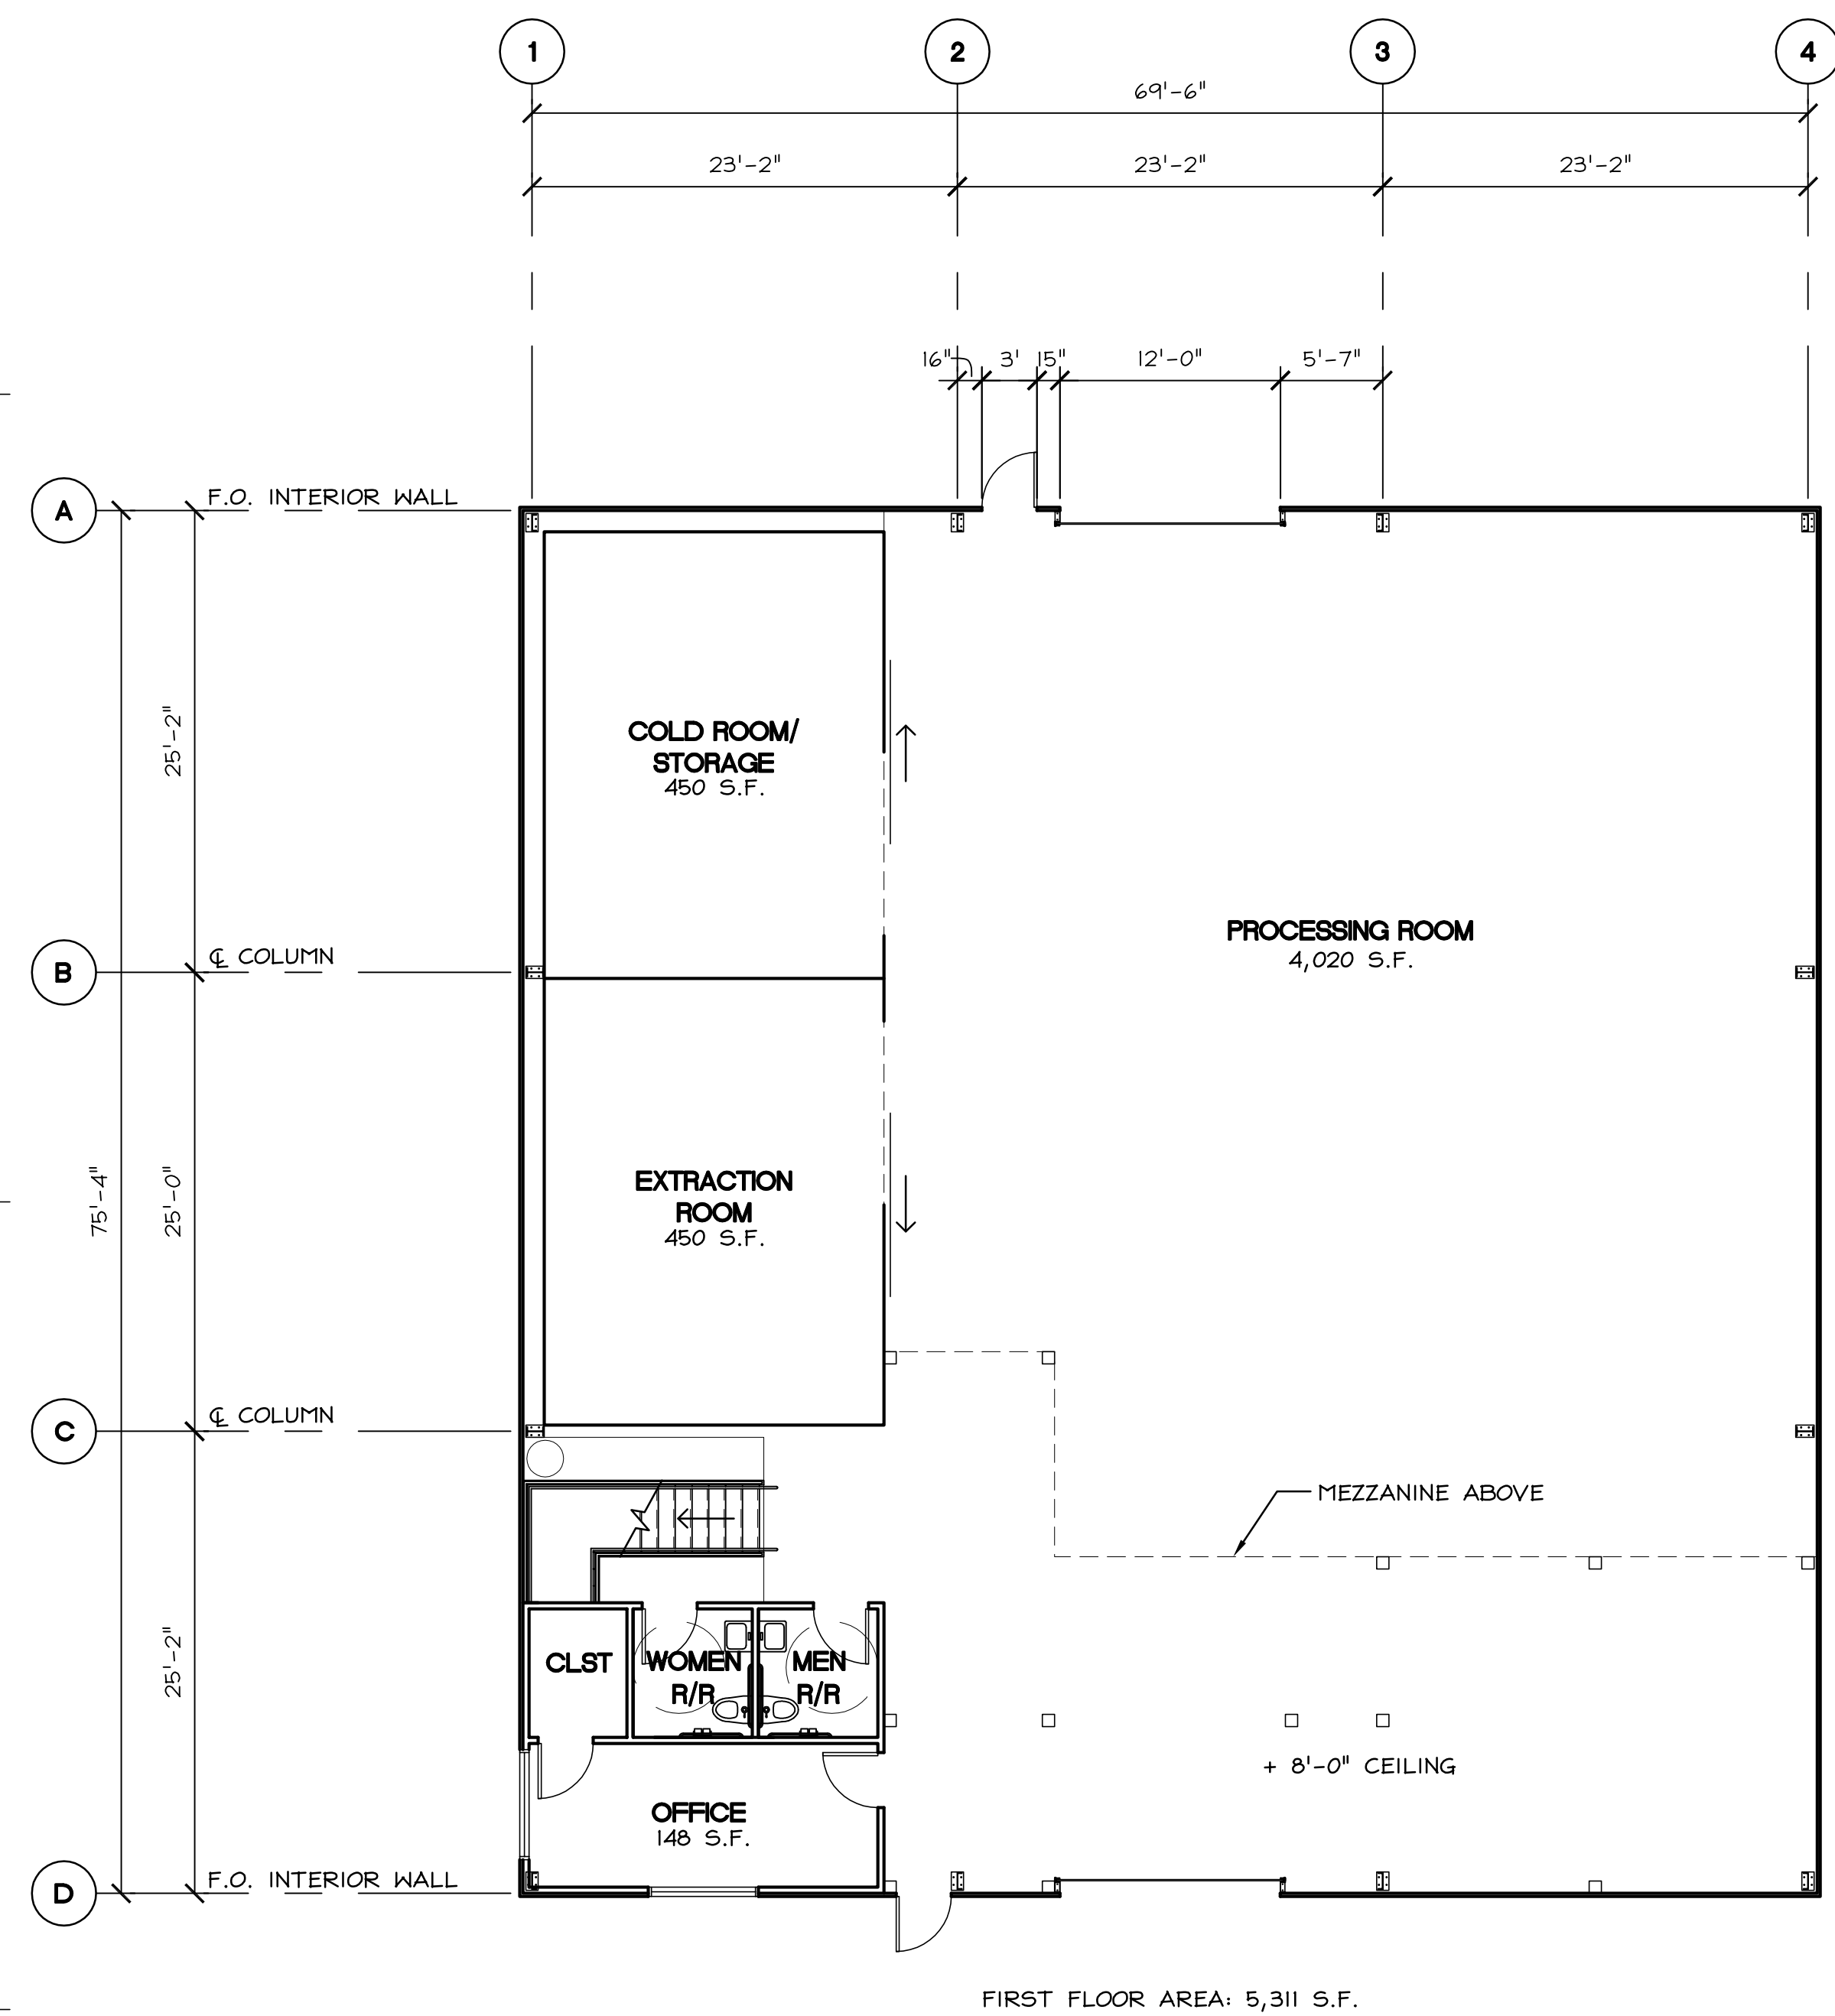 1 2 3 4
69'-6"
23'-2" 23'-2" 23'-2"
16" 3' 15" 12'-0" 5'-7"
A
F.O. INTERIOR WALL
25'-2"
COLD ROOM/
STORAGE
450 S.F.
PROCESSING ROOM
4,020 S.F.
B
℄ COLUMN
75'-4"
25'-0"
EXTRACTION
ROOM
450 S.F.
C
℄ COLUMN
MEZZANINE ABOVE
25'-2"
CLST
WOMEN
R/R
MEN
R/R
+ 8'-0" CEILING
OFFICE
148 S.F.
D
F.O. INTERIOR WALL
FIRST FLOOR AREA: 5,311 S.F.